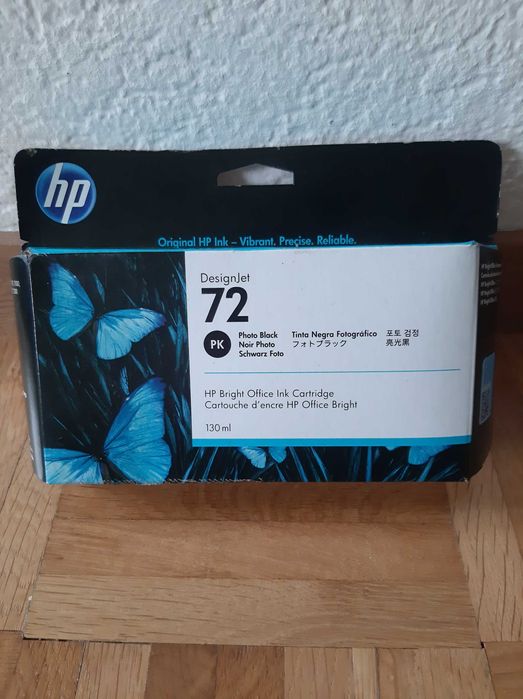 hp
Original HP Ink – Vibrant. Precise. Reliable.
DesignJet
72
PK
Photo Black
Noir Photo
Schwarz Foto
Tinta Negra Fotográfico
フォトブラック
포토 검정
亮光黒
HP Bright Office Ink Cartridge
Cartouche d'encre HP Office Bright
130 ml